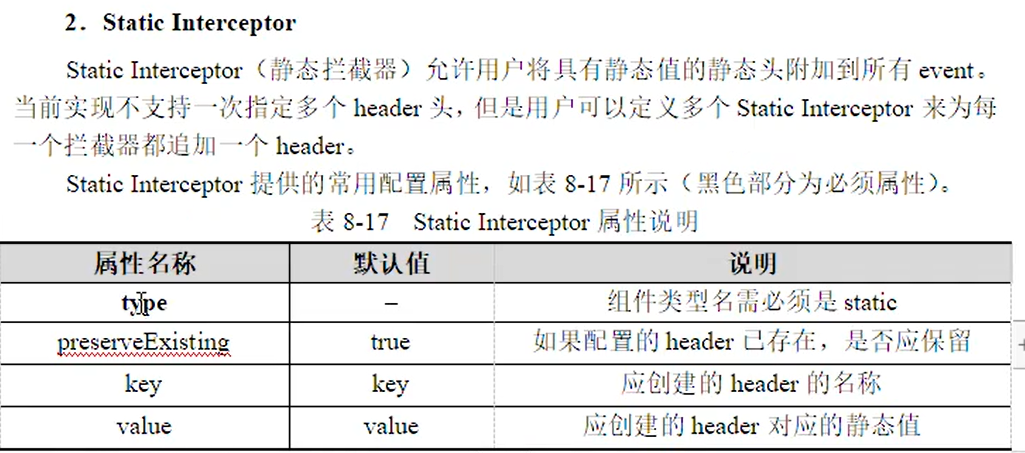 2．Static Interceptor
Static Interceptor（静态拦截器）允许用户将具有静态值的静态头附加到所有 event。
当前实现不支持一次指定多个 header 头，但是用户可以定义多个 Static Interceptor 来为每
一个拦截器都追加一个 header。
Static Interceptor 提供的常用配置属性，如表 8-17 所示（黑色部分为必须属性）。
表 8-17 Static Interceptor 属性说明
属性名称 默认值 说明
type – 组件类型名需必须是 static
preserveExisting true 如果配置的 header 已存在，是否应保留
key key 应创建的 header 的名称
value value 应创建的 header 对应的静态值